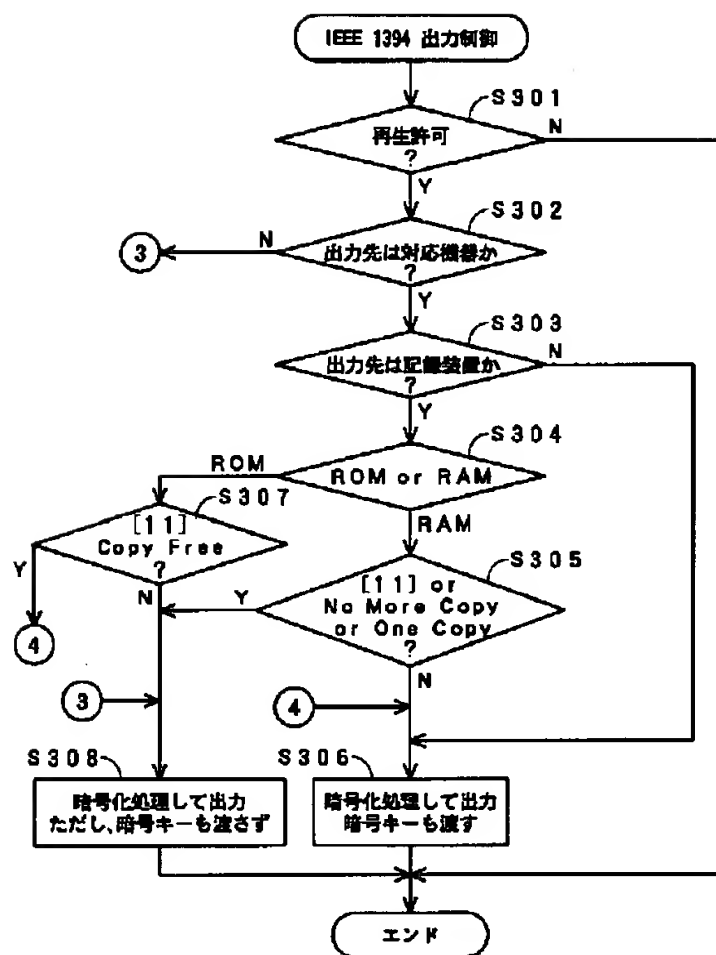 IEEE 1394 出力制御
S301
再生許可
?
N
Y
S302
出力先は対応機器か
?
N
3
Y
S303
出力先は記録装置か
?
N
Y
S304
ROM or RAM
ROM
RAM
S307
[11]
Copy Free
?
Y
N
4
S305
[11] or
No More Copy
or One Copy
?
Y
N
3
4
S308
暗号化処理して出力
ただし、暗号キーも渡さず
S306
暗号化処理して出力
暗号キーも渡す
エンド